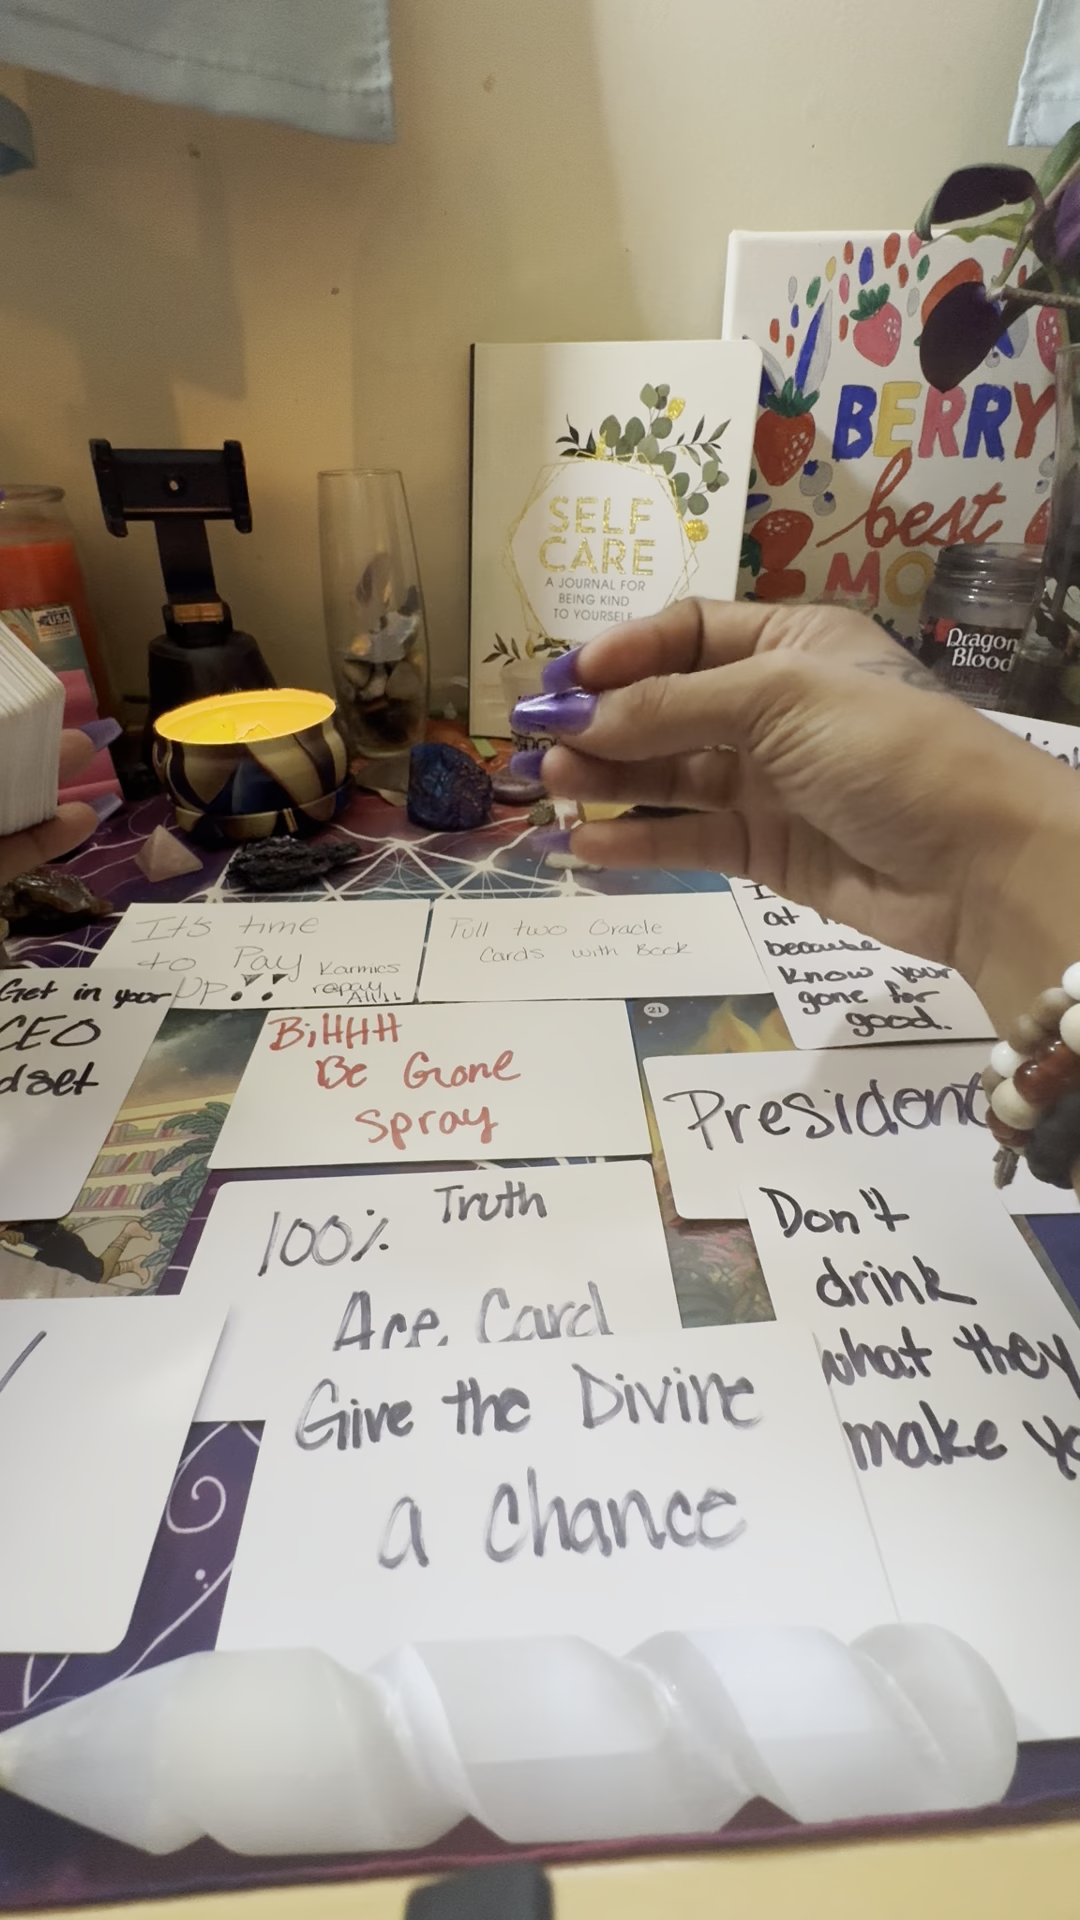 BERRY
best
SELF
CARE
A JOURNAL FOR
BEING KIND
TO YOURSELF
USA
Dragon
Blood
It's time
to Pay
UP!!
Karmics
repay
Pull two Oracle
Cards with Book
I
at
because
know your
gone for
good.
Get in your
CEO
21
BiHHH
Be Gone
Spray
President
100% Truth
Card
Give the Divine
a chance
Don't
drink
what they
make